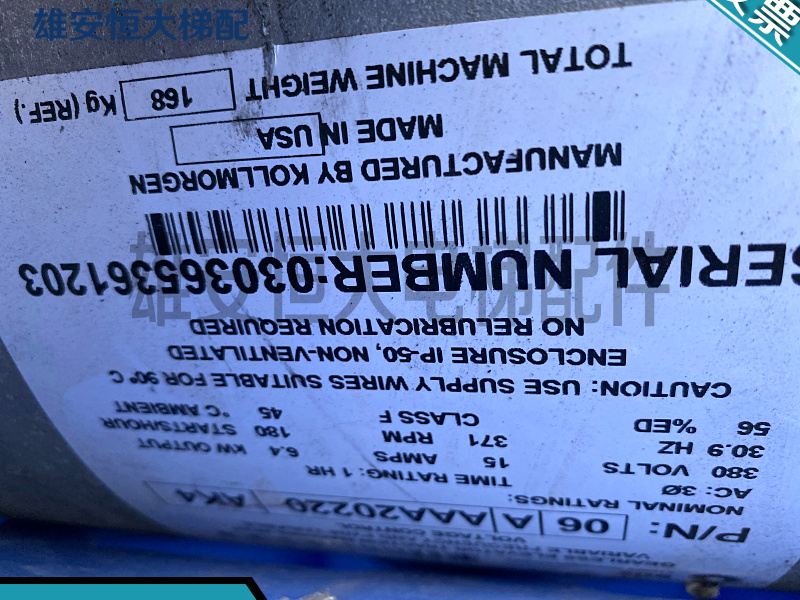 雄安恒大梯配
发票
VARIABLE
VOLTAGE CONTROL
P/N: 06 A AAA20220 AK4
NOMINAL RATINGS:
AC: 3Ø TIME RATING: 1 HR
380 VOLTS 15 AMPS 6.4 KW OUTPUT
30.9 HZ 371 RPM 180 STARTS/HOUR
56 %ED CLASS F 45 °C AMBIENT
CAUTION: USE SUPPLY WIRES SUITABLE FOR 90° C
ENCLOSURE IP-50, NON-VENTILATED
NO RELUBRICATION REQUIRED
SERIAL NUMBER:030365361203
雄安恒大电梯配件
MANUFACTURED BY KOLLMORGEN
MADE IN USA
TOTAL MACHINE WEIGHT 168 Kg (REF.)